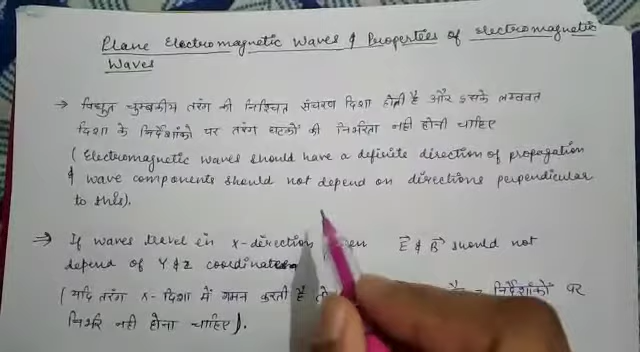 Plane Electromagnetic Waves & Properties of Electromagnetic
Waves
→ विद्युत चुम्बकीय तरंग की निश्चित संचरण दिशा होती है और इसके लम्बवत
दिशा के निर्देशांको पर तरंग घटकों की निर्भरता नही होनी चाहिए
( Electromagnetic waves should have a definite direction of propagation
& wave components should not depend on directions perpendicular
to this).
⇒ If waves travel in x-direction E & B should not
depend of Y & Z coordinates
( यदि तरंग x- दिशा में गमन करती है तो निर्देशांकों पर
निर्भर नही होना चाहिए ).